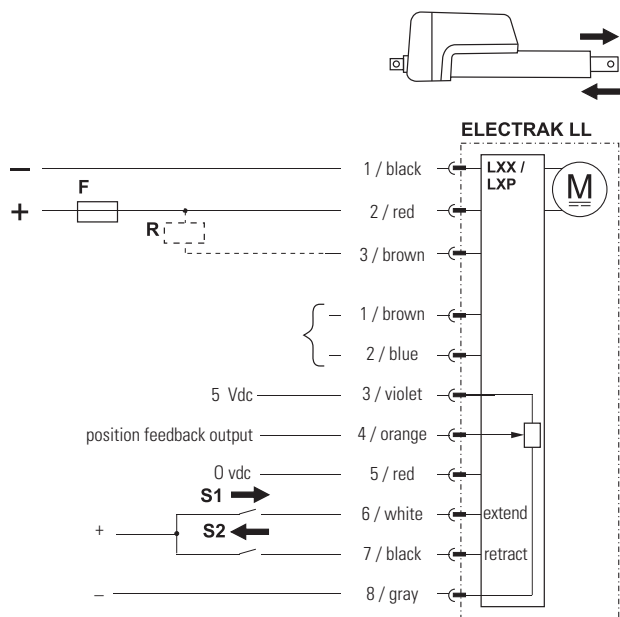 ELECTRAK LL
− 1 / black LXX /
LXP
M
F
+ 2 / red
R
3 / brown
1 / brown
2 / blue
5 Vdc 3 / violet
position feedback output 4 / orange
0 vdc 5 / red
S1
6 / white extend
+ S2
7 / black retract
− 8 / gray